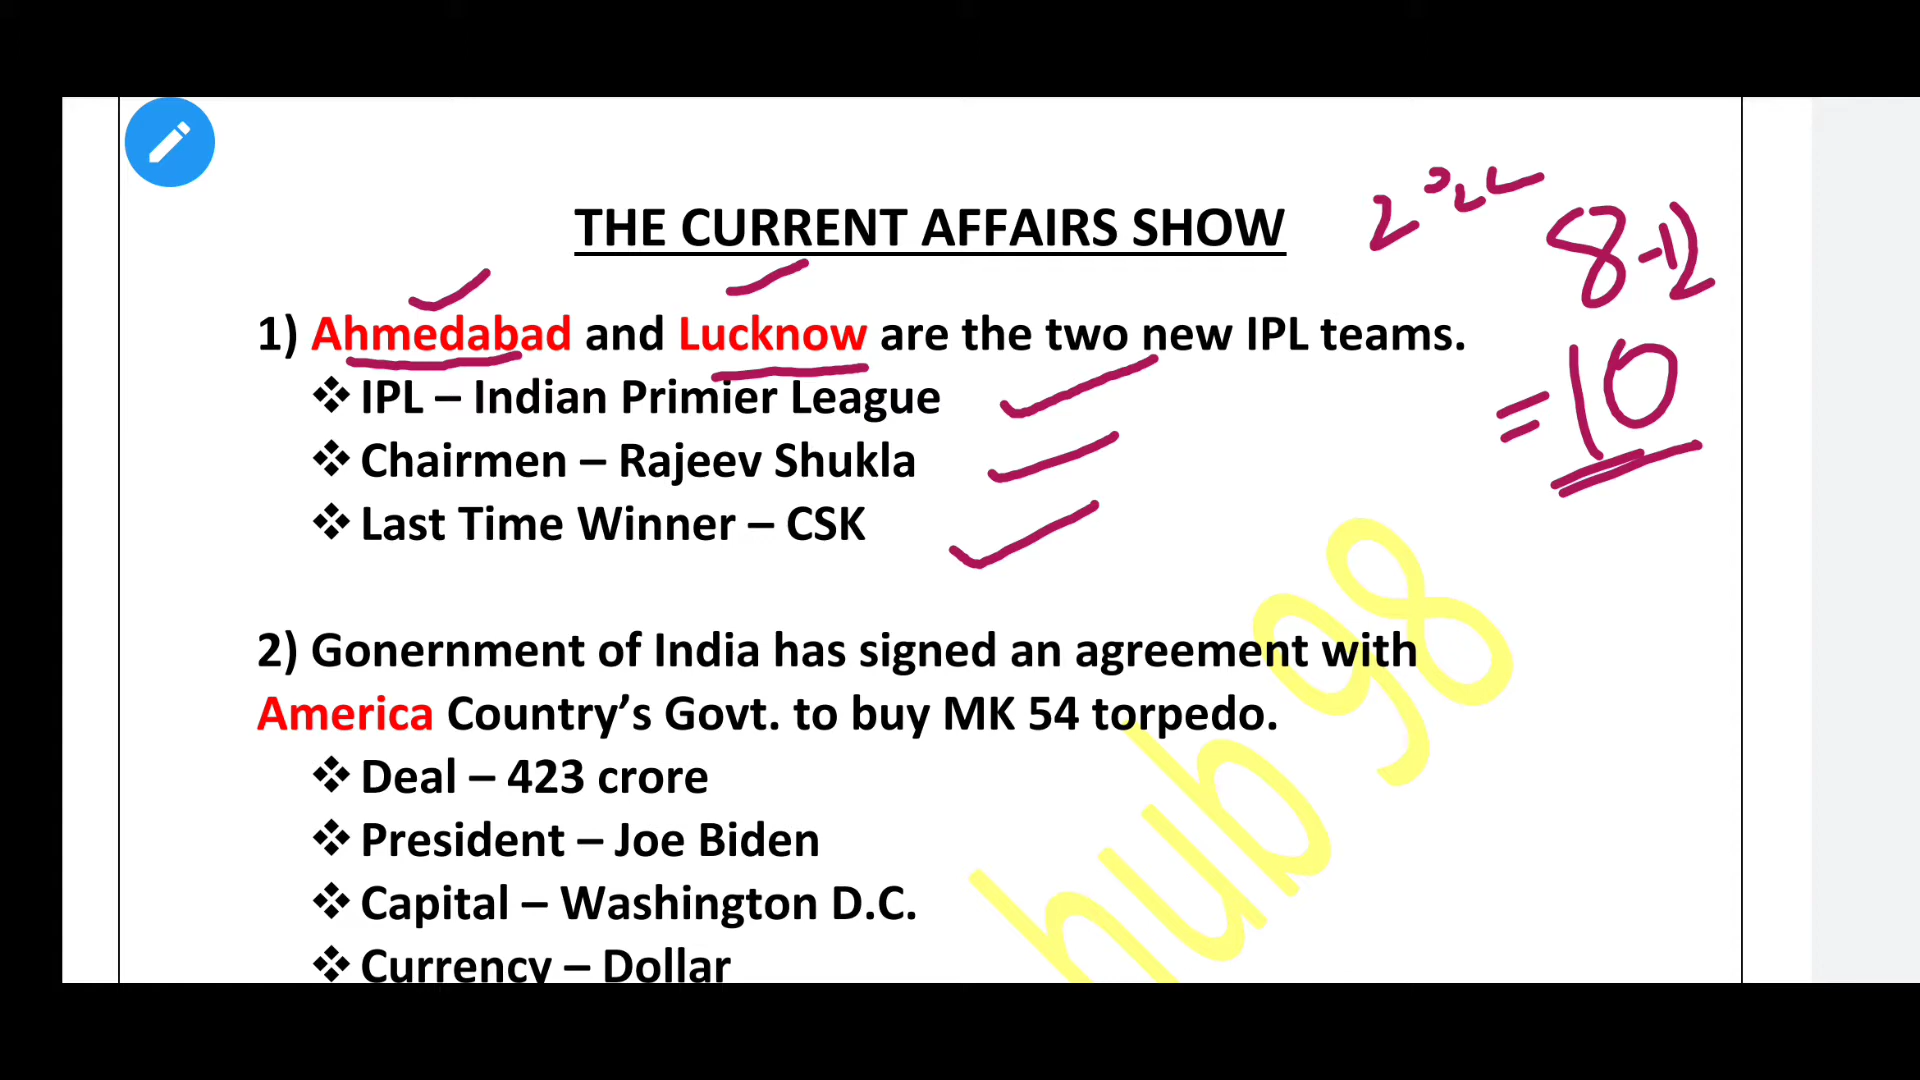 THE CURRENT AFFAIRS SHOW
2022
8+2
=10
1) Ahmedabad and Lucknow are the two new IPL teams.
❖ IPL – Indian Primier League
❖ Chairmen – Rajeev Shukla
❖ Last Time Winner – CSK
2) Gonernment of India has signed an agreement with
America Country’s Govt. to buy MK 54 torpedo.
❖ Deal – 423 crore
❖ President – Joe Biden
❖ Capital – Washington D.C.
❖ Currency – Dollar
hub 98